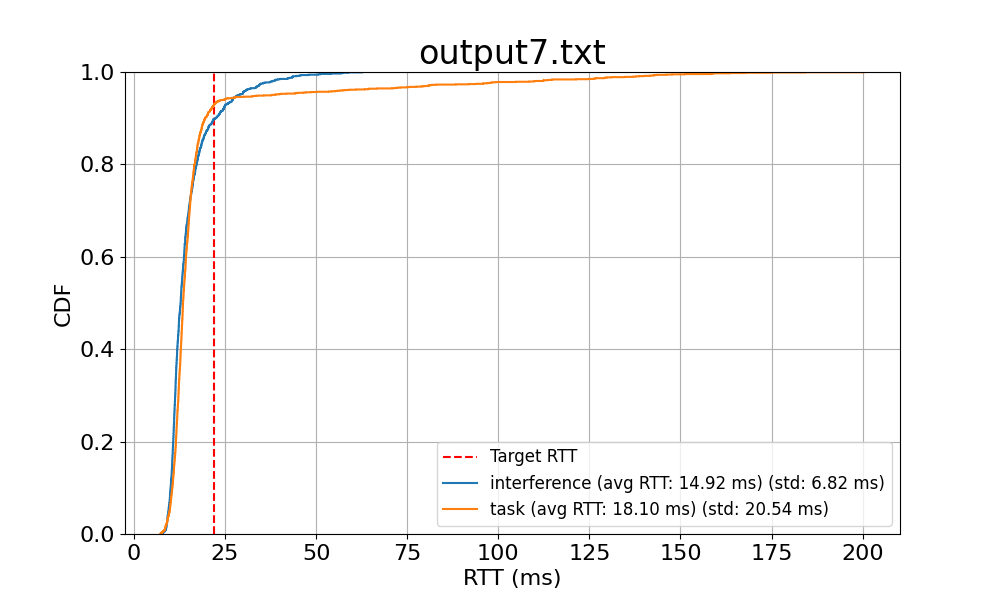 output7.txt
1.0
0.8
0.6
0.4
0.2
0.0
CDF
Target RTT
interference (avg RTT: 14.92 ms) (std: 6.82 ms)
task (avg RTT: 18.10 ms) (std: 20.54 ms)
0 25 50 75 100 125 150 175 200
RTT (ms)